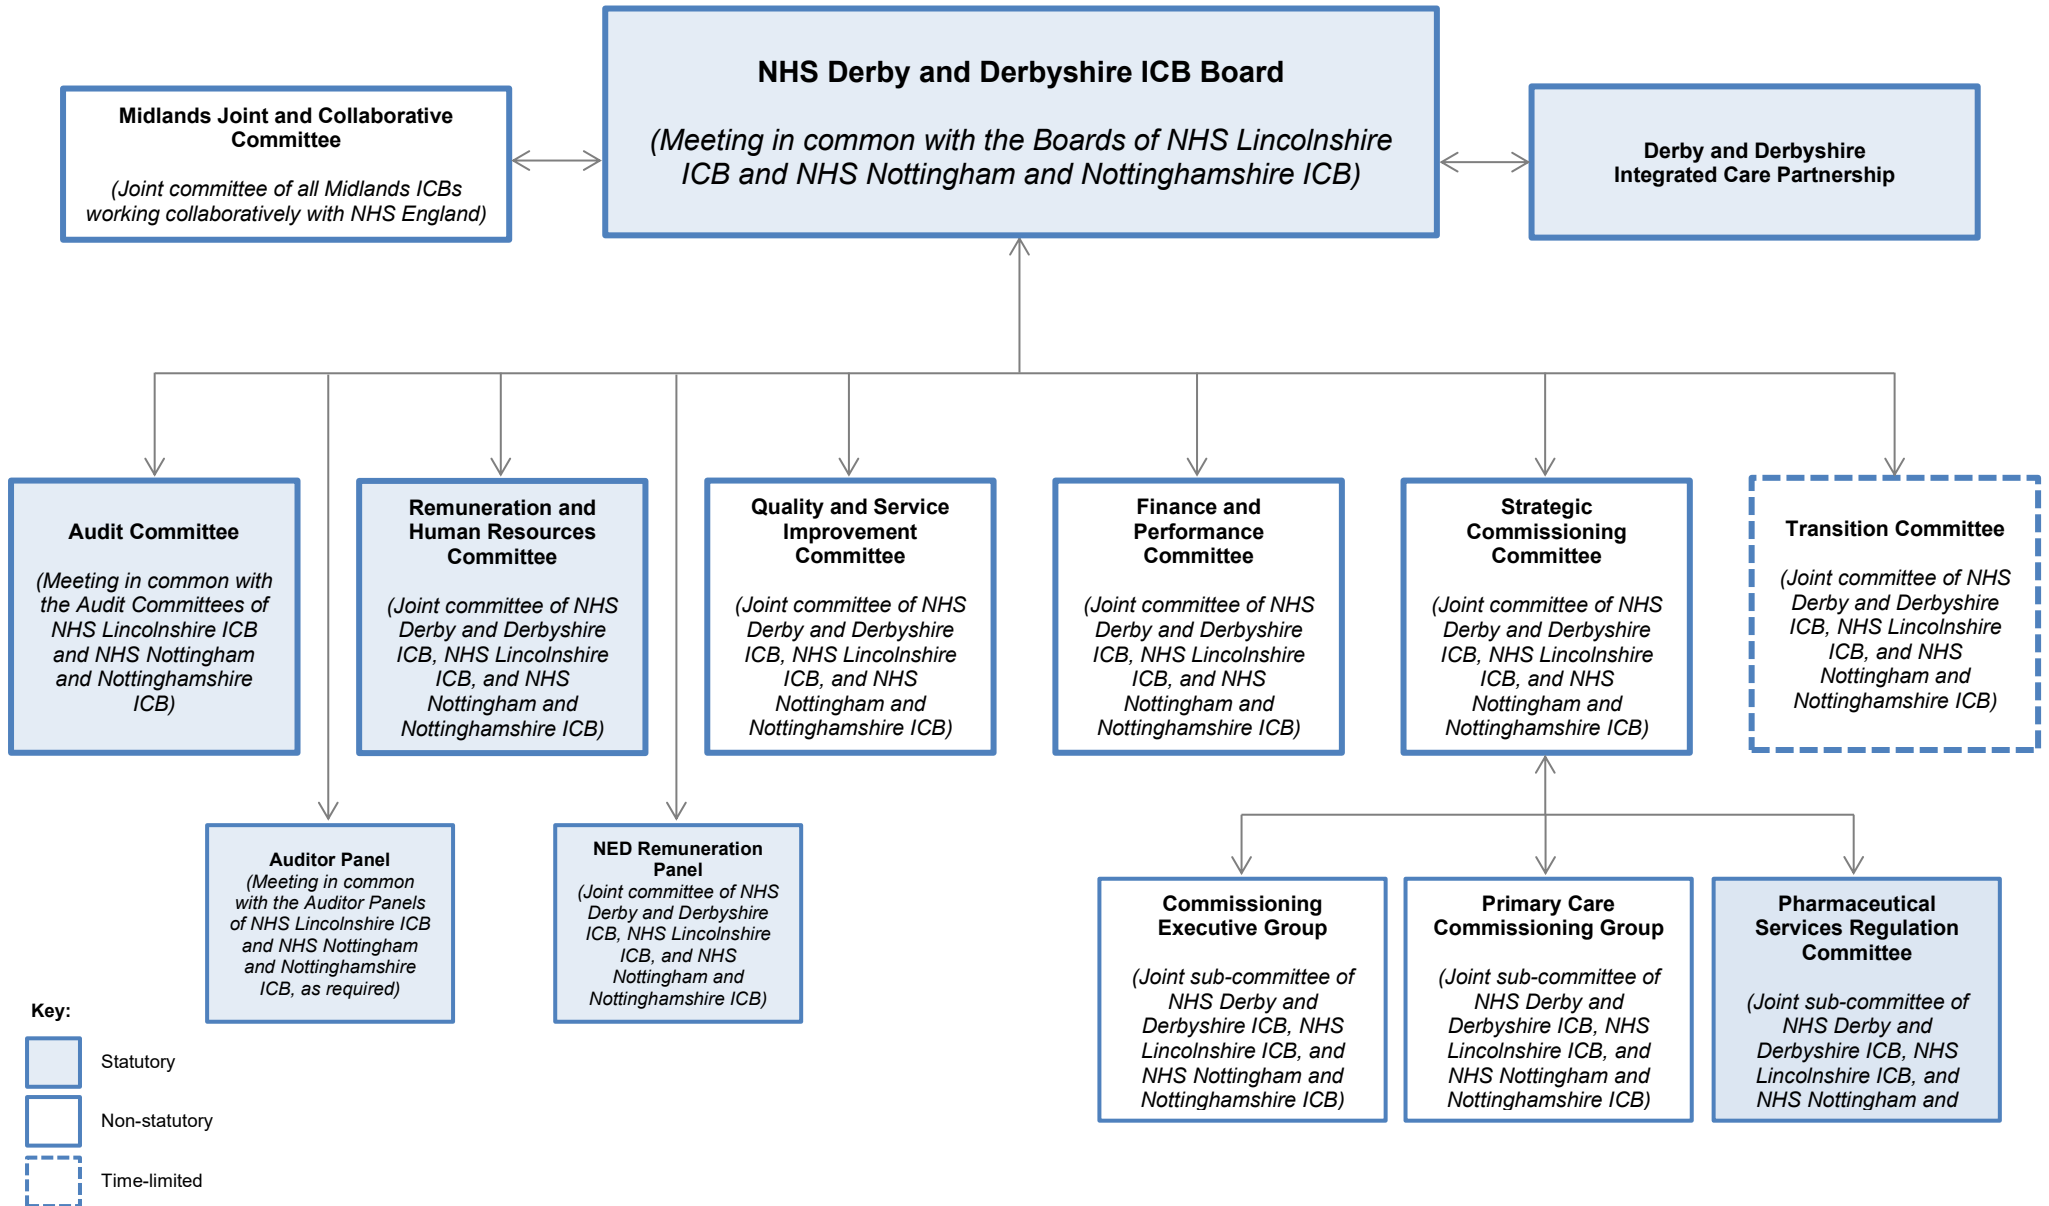 NHS Derby and Derbyshire ICB Board
(Meeting in common with the Boards of NHS Lincolnshire
ICB and NHS Nottingham and Nottinghamshire ICB)
Midlands Joint and Collaborative
Committee
(Joint committee of all Midlands ICBs
working collaboratively with NHS England)
Derby and Derbyshire
Integrated Care Partnership
Audit Committee
(Meeting in common with
the Audit Committees of
NHS Lincolnshire ICB
and NHS Nottingham
and Nottinghamshire
ICB)
Remuneration and
Human Resources
Committee
(Joint committee of NHS
Derby and Derbyshire
ICB, NHS Lincolnshire
ICB, and NHS
Nottingham and
Nottinghamshire ICB)
Quality and Service
Improvement
Committee
(Joint committee of NHS
Derby and Derbyshire
ICB, NHS Lincolnshire
ICB, and NHS
Nottingham and
Nottinghamshire ICB)
Finance and
Performance
Committee
(Joint committee of NHS
Derby and Derbyshire
ICB, NHS Lincolnshire
ICB, and NHS
Nottingham and
Nottinghamshire ICB)
Strategic
Commissioning
Committee
(Joint committee of NHS
Derby and Derbyshire
ICB, NHS Lincolnshire
ICB, and NHS
Nottingham and
Nottinghamshire ICB)
Transition Committee
(Joint committee of NHS
Derby and Derbyshire
ICB, NHS Lincolnshire
ICB, and NHS
Nottingham and
Nottinghamshire ICB)
Auditor Panel
(Meeting in common
with the Auditor Panels
of NHS Lincolnshire ICB
and NHS Nottingham
and Nottinghamshire
ICB, as required)
NED Remuneration
Panel
(Joint committee of NHS
Derby and Derbyshire
ICB, NHS Lincolnshire
ICB, and NHS
Nottingham and
Nottinghamshire ICB)
Commissioning
Executive Group
(Joint sub-committee of
NHS Derby and
Derbyshire ICB, NHS
Lincolnshire ICB, and
NHS Nottingham and
Nottinghamshire ICB)
Primary Care
Commissioning Group
(Joint sub-committee of
NHS Derby and
Derbyshire ICB, NHS
Lincolnshire ICB, and
NHS Nottingham and
Nottinghamshire ICB)
Pharmaceutical
Services Regulation
Committee
(Joint sub-committee of
NHS Derby and
Derbyshire ICB, NHS
Lincolnshire ICB, and
NHS Nottingham and
Key:
Statutory
Non-statutory
Time-limited